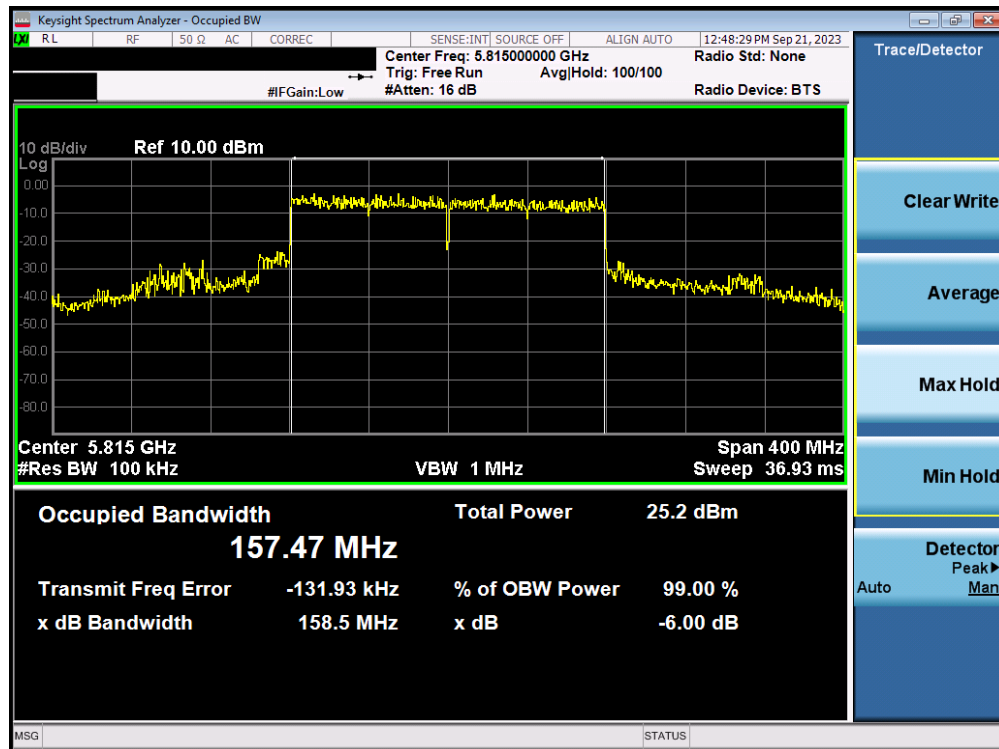 Keysight Spectrum Analyzer - Occupied BW
LXI RL RF 50 Ω AC CORREC SENSE:INT SOURCE OFF ALIGN AUTO 12:48:29 PM Sep 21, 2023
Center Freq: 5.815000000 GHz Radio Std: None
Trig: Free Run Avg|Hold: 100/100
#IFGain:Low #Atten: 16 dB Radio Device: BTS
10 dB/div Ref 10.00 dBm
Log
0.00
-10.0
-20.0
-30.0
-40.0
-50.0
-60.0
-70.0
-80.0
Center 5.815 GHz Span 400 MHz
#Res BW 100 kHz VBW 1 MHz Sweep 36.93 ms
Occupied Bandwidth Total Power 25.2 dBm
157.47 MHz
Transmit Freq Error -131.93 kHz % of OBW Power 99.00 %
x dB Bandwidth 158.5 MHz x dB -6.00 dB
MSG STATUS
Trace/Detector
Clear Write
Average
Max Hold
Min Hold
Detector
Peak▶
Auto Man